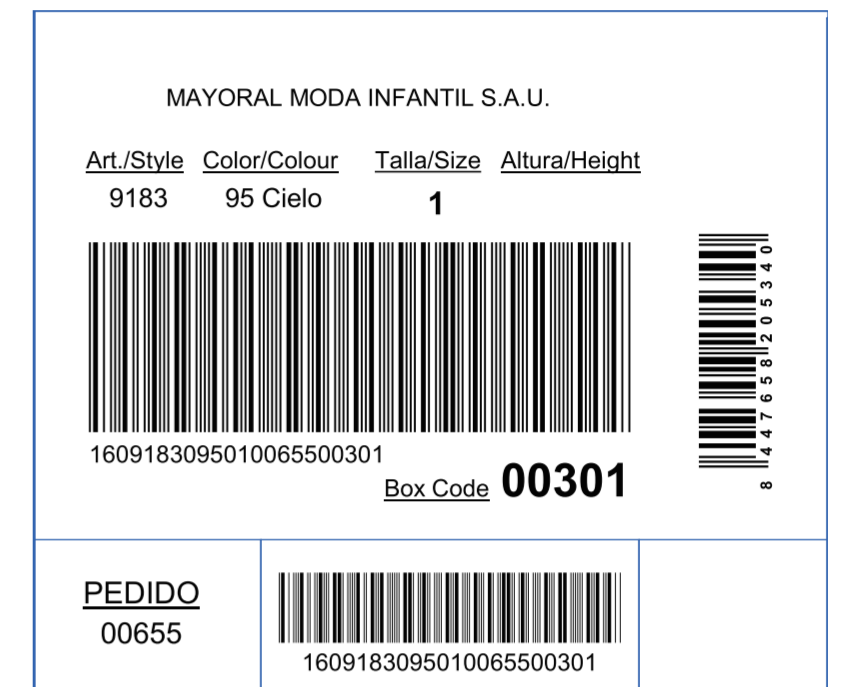 MAYORAL MODA INFANTIL S.A.U.
Art./Style Color/Colour Talla/Size Altura/Height
9183 95 Cielo 1
1609183095010065500301
Box Code 00301
8447658205340
PEDIDO
00655
1609183095010065500301